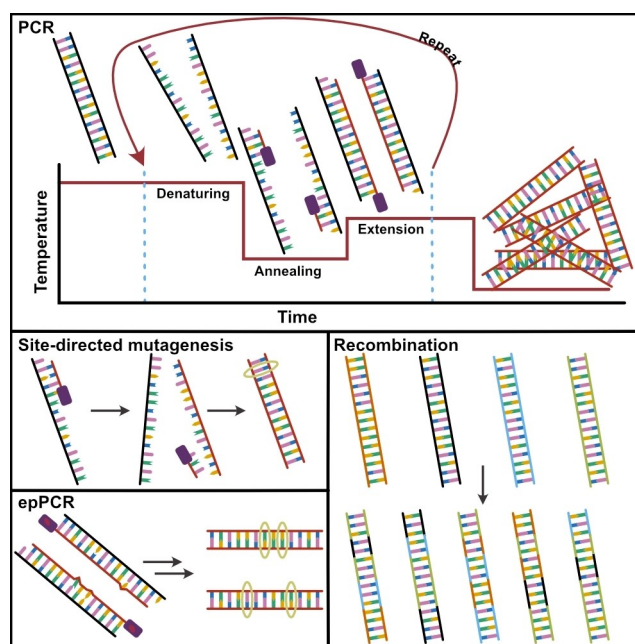 PCR
Repeat
Denaturing
Annealing
Extension
Temperature
Time
Site-directed mutagenesis
Recombination
epPCR